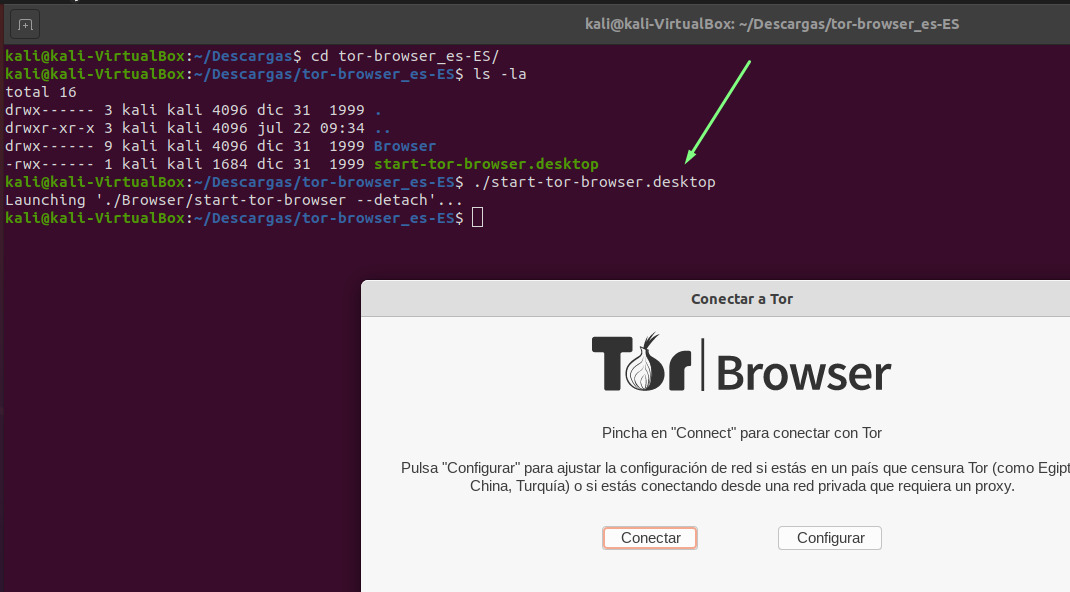 kali@kali-VirtualBox: ~/Descargas/tor-browser_es-ES
kali@kali-VirtualBox:~/Descargas$ cd tor-browser_es-ES/
kali@kali-VirtualBox:~/Descargas/tor-browser_es-ES$ ls -la
total 16
drwx------ 3 kali kali 4096 dic 31  1999 .
drwxr-xr-x 3 kali kali 4096 jul 22 09:34 ..
drwx------ 9 kali kali 4096 dic 31  1999 Browser
-rwx------ 1 kali kali 1684 dic 31  1999 start-tor-browser.desktop
kali@kali-VirtualBox:~/Descargas/tor-browser_es-ES$ ./start-tor-browser.desktop
Launching './Browser/start-tor-browser --detach'...
kali@kali-VirtualBox:~/Descargas/tor-browser_es-ES$
Conectar a Tor
Tor Browser
Pincha en "Connect" para conectar con Tor
Pulsa "Configurar" para ajustar la configuración de red si estás en un país que censura Tor (como Egipt
China, Turquía) o si estás conectando desde una red privada que requiera un proxy.
Conectar Configurar